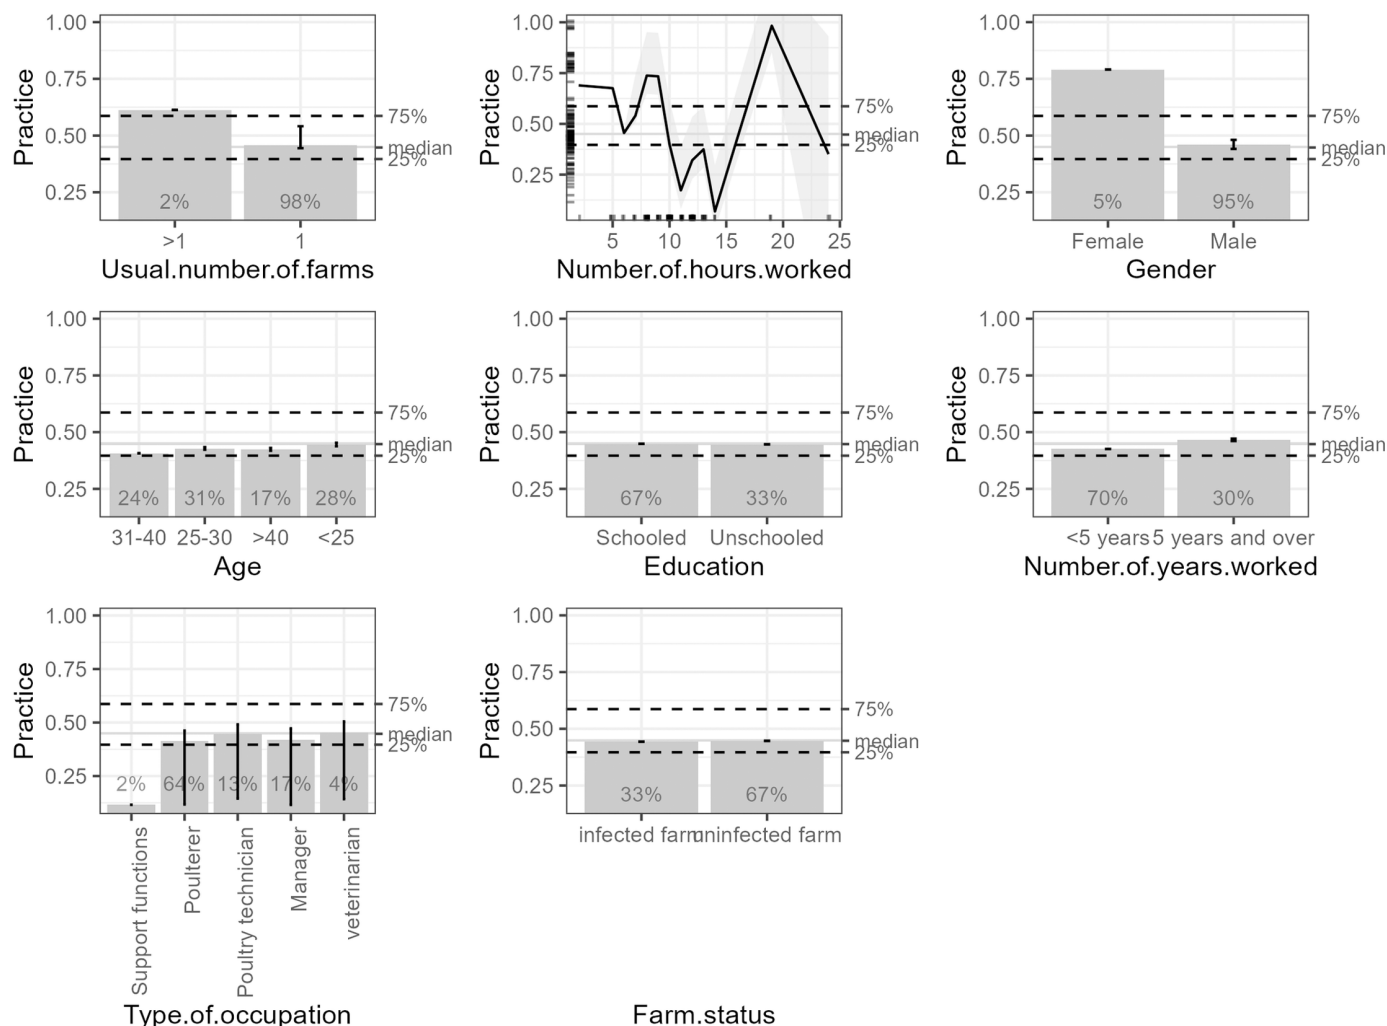 Practice
1.00
0.75
0.50
0.25
75%
median
25%
2%
98%
>1
1
Usual.number.of.farms
Practice
1.00
0.75
0.50
0.25
75%
median
25%
5
10
15
20
25
Number.of.hours.worked
Practice
1.00
0.75
0.50
0.25
75%
median
25%
5%
95%
Female
Male
Gender
Practice
1.00
0.75
0.50
0.25
75%
median
25%
24%
31%
17%
28%
31-40
25-30
>40
<25
Age
Practice
1.00
0.75
0.50
0.25
75%
median
25%
67%
33%
Schooled
Unschooled
Education
Practice
1.00
0.75
0.50
0.25
75%
median
25%
70%
30%
<5 years
5 years and over
Number.of.years.worked
Practice
1.00
0.75
0.50
0.25
75%
median
25%
2%
64%
13%
17%
4%
Support functions
Poulterer
Poultry technician
Manager
veterinarian
Type.of.occupation
Practice
1.00
0.75
0.50
0.25
75%
median
25%
33%
67%
infected farm
uninfected farm
Farm.status